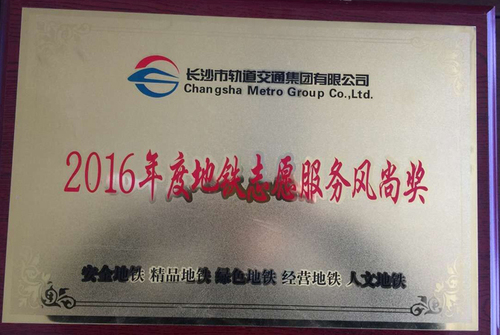 长沙市轨道交通集团有限公司
Changsha Metro Group Co.,Ltd.
2016年度地铁志愿服务风尚奖
安全地铁 精品地铁 绿色地铁 经营地铁 人文地铁